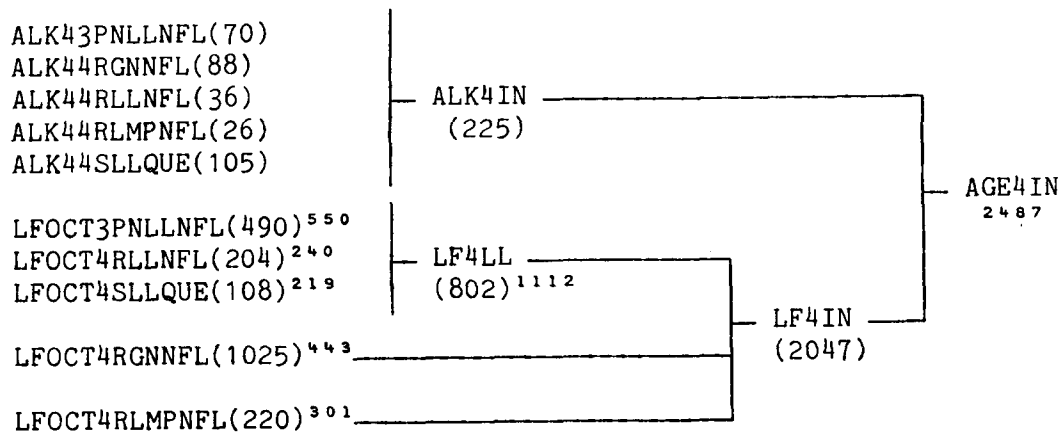 ALK43PNLLNFL(70)
ALK44RGNNFL(88)
ALK44RLLNFL(36)
ALK44RLMPNFL(26)
ALK44SLLQUE(105)
ALK4IN
(225)
AGE4IN
2487
LFOCT3PNLLNFL(490)⁵⁵⁰
LFOCT4RLLNFL(204)²⁴⁰
LFOCT4SLLQUE(108)²¹⁹
LF4LL
(802)¹¹¹²
LF4IN
(2047)
LFOCT4RGNNFL(1025)⁴⁴³
LFOCT4RLMPNFL(220)³⁰¹